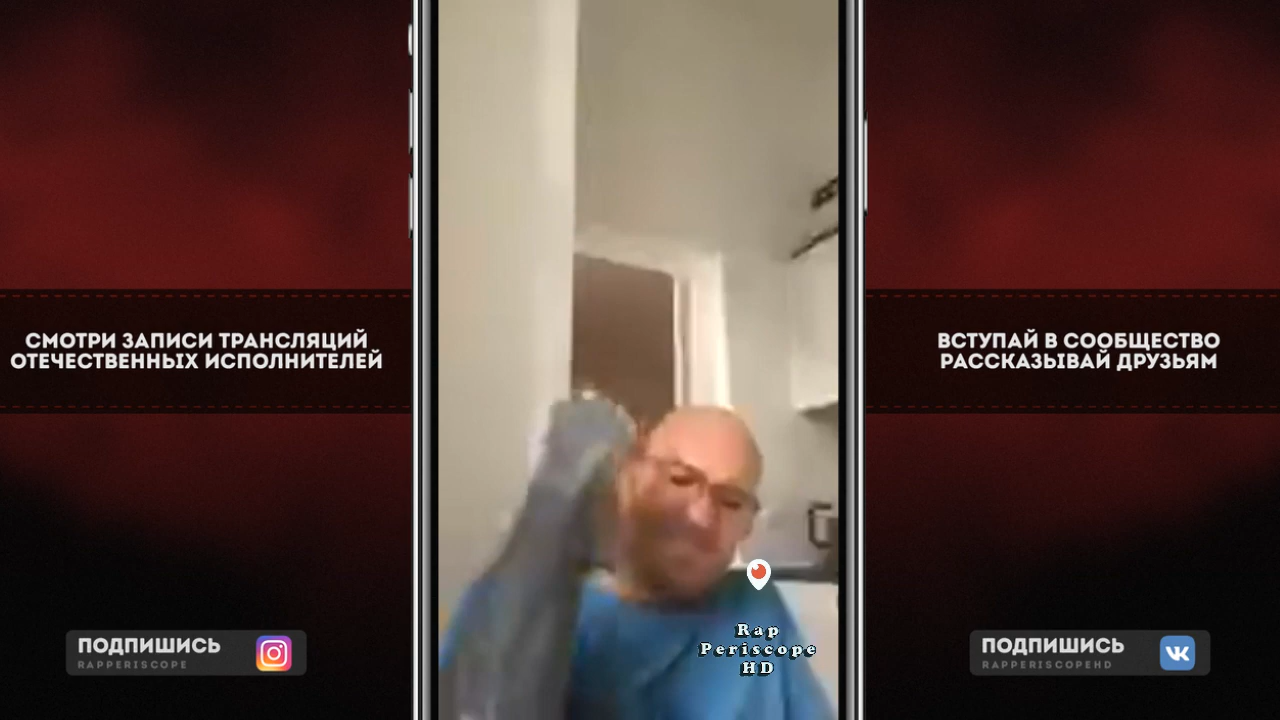 СМОТРИ ЗАПИСИ ТРАНСЛЯЦИЙ
ОТЕЧЕСТВЕННЫХ ИСПОЛНИТЕЛЕЙ
ПОДПИШИСЬ
RAPPERISCOPE
Rap
Periscope
HD
ВСТУПАЙ В СООБЩЕСТВО
РАССКАЗЫВАЙ ДРУЗЬЯМ
ПОДПИШИСЬ
RAPPERISCOPEHD